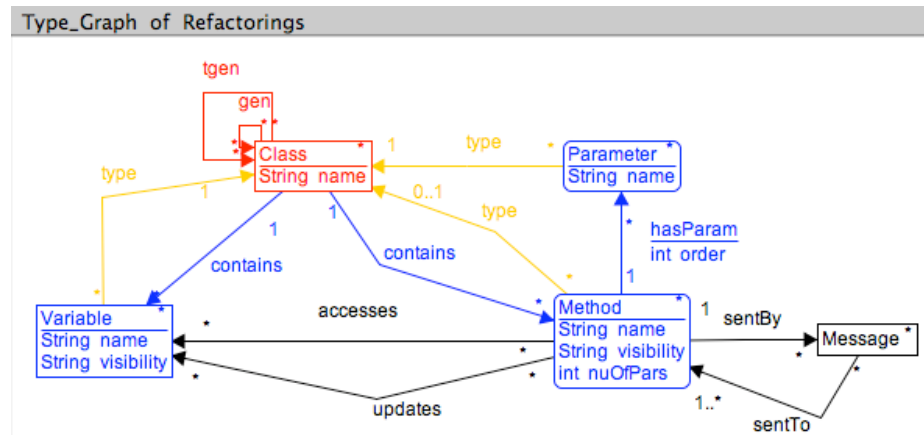 Type_Graph of Refactorings
tgen
gen
* *
*
*
Class *
String name
1
type
*
Parameter *
String name
type
1
0..1
type
1
1
*
hasParam
int order
contains
contains
1
*
*
*
*
Variable *
String name
String visibility
*
accesses
*
Method *
String name
String visibility
int nuOfPars
1
sentBy
*
Message *
*
*
updates
*
1..*
sentTo